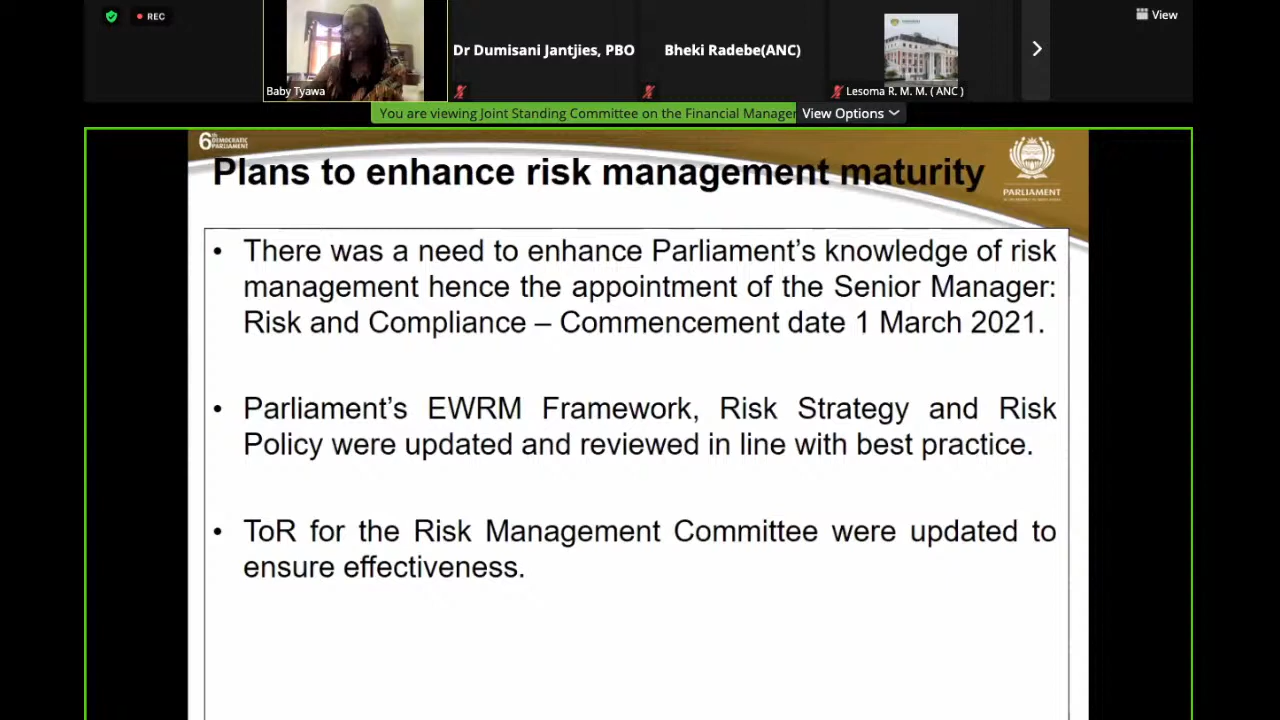 REC
View
Dr Dumisani Jantjies, PBO
Bheki Radebe(ANC)
Baby Tyawa
Lesoma R. M. M. ( ANC )
You are viewing Joint Standing Committee on the Financial Manager
View Options
6th
DEMOCRATIC
PARLIAMENT
Plans to enhance risk management maturity
PARLIAMENT
• There was a need to enhance Parliament’s knowledge of risk
management hence the appointment of the Senior Manager:
Risk and Compliance – Commencement date 1 March 2021.
• Parliament’s EWRM Framework, Risk Strategy and Risk
Policy were updated and reviewed in line with best practice.
• ToR for the Risk Management Committee were updated to
ensure effectiveness.